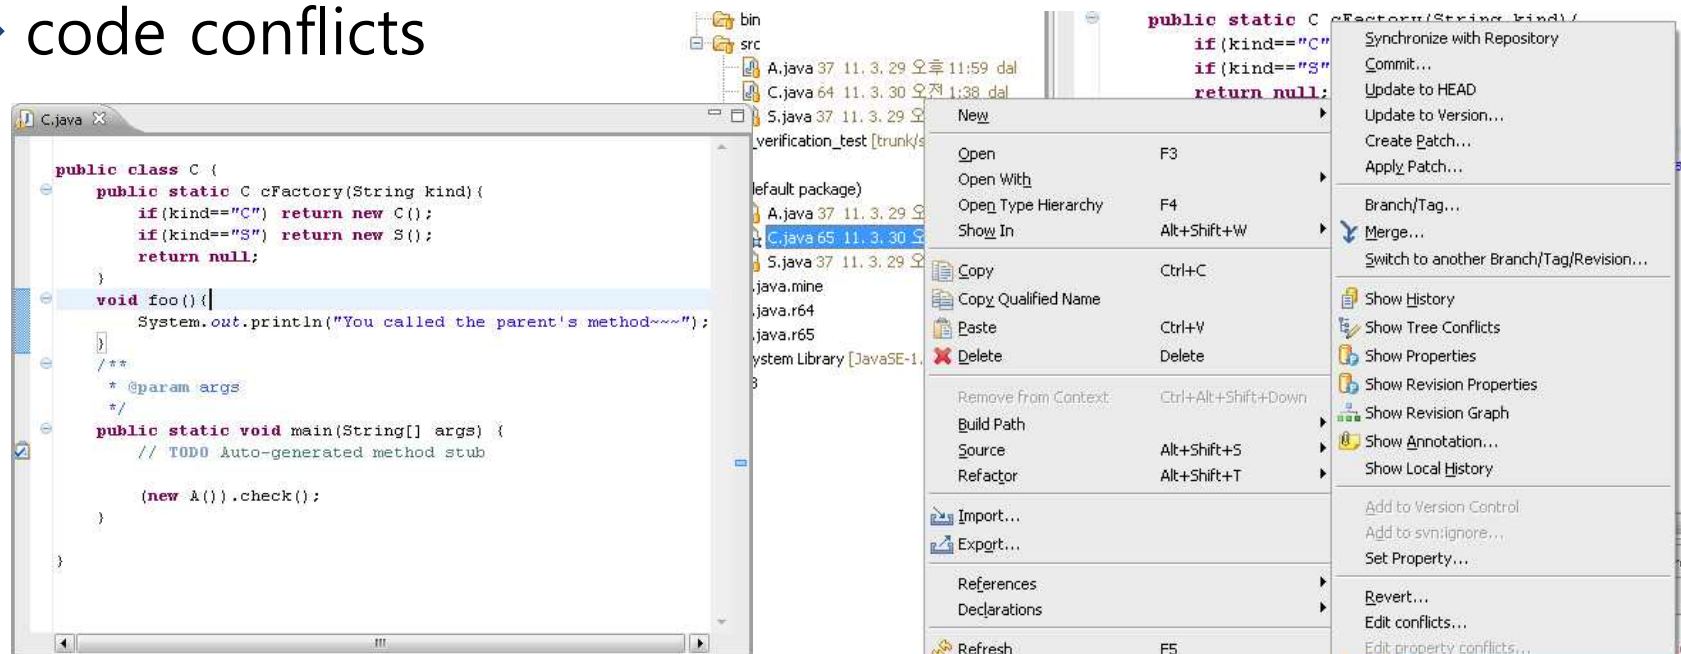 code conflicts
C.java
public class C {
public static C cFactory(String kind){
if(kind=="C") return new C();
if(kind=="S") return new S();
return null;
}
void foo(){
System.out.println("You called the parent's method~~~");
}
/**
* @param args
*/
public static void main(String[] args) {
// TODO Auto-generated method stub
(new A()).check();
}
}
bin
src
A.java 37 11. 3. 29 오후 11:59 dal
C.java 64 11. 3. 30 오전 1:38 dal
S.java 37 11. 3. 29 오
_verification_test [trunk/s
efault package)
A.java 37 11. 3. 29 오
C.java 65 11. 3. 30 오
S.java 37 11. 3. 29 오
.java.mine
.java.r64
.java.r65
ystem Library [JavaSE-1.
public static C cFactory(String kind){
if(kind=="C"
if(kind=="S"
return null;
New
Open F3
Open With
Open Type Hierarchy F4
Show In Alt+Shift+W
Copy Ctrl+C
Copy Qualified Name
Paste Ctrl+V
Delete Delete
Remove from Context Ctrl+Alt+Shift+Down
Build Path
Source Alt+Shift+S
Refactor Alt+Shift+T
Import...
Export...
References
Declarations
Refresh F5
Synchronize with Repository
Commit...
Update to HEAD
Update to Version...
Create Patch...
Apply Patch...
Branch/Tag...
Merge...
Switch to another Branch/Tag/Revision...
Show History
Show Tree Conflicts
Show Properties
Show Revision Properties
Show Revision Graph
Show Annotation...
Show Local History
Add to Version Control
Add to svn:ignore...
Set Property...
Revert...
Edit conflicts...
Edit property conflicts...